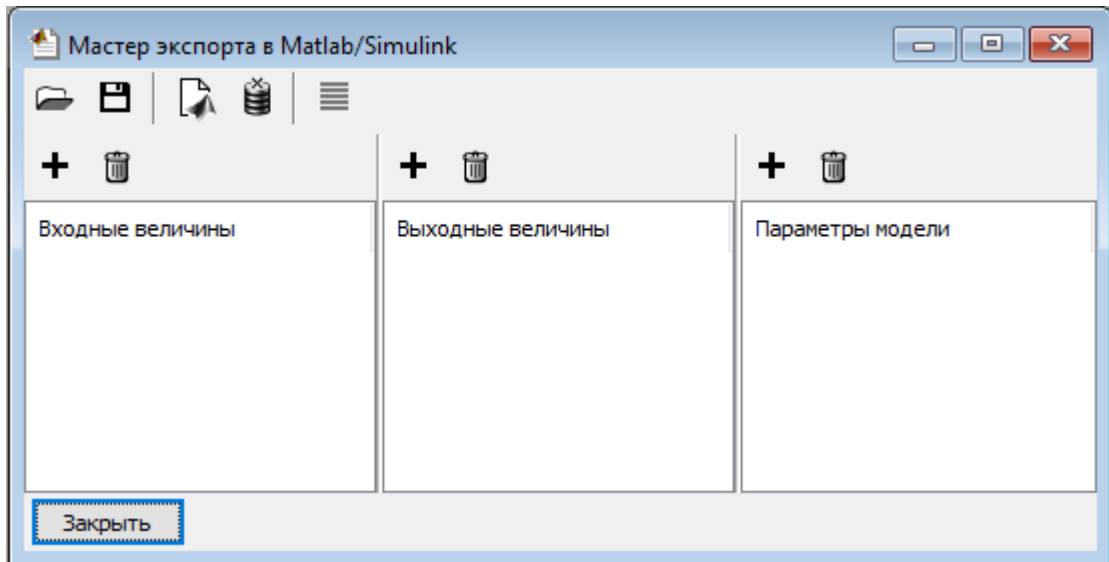 Мастер экспорта в Matlab/Simulink
Входные величины
Выходные величины
Параметры модели
Закрыть